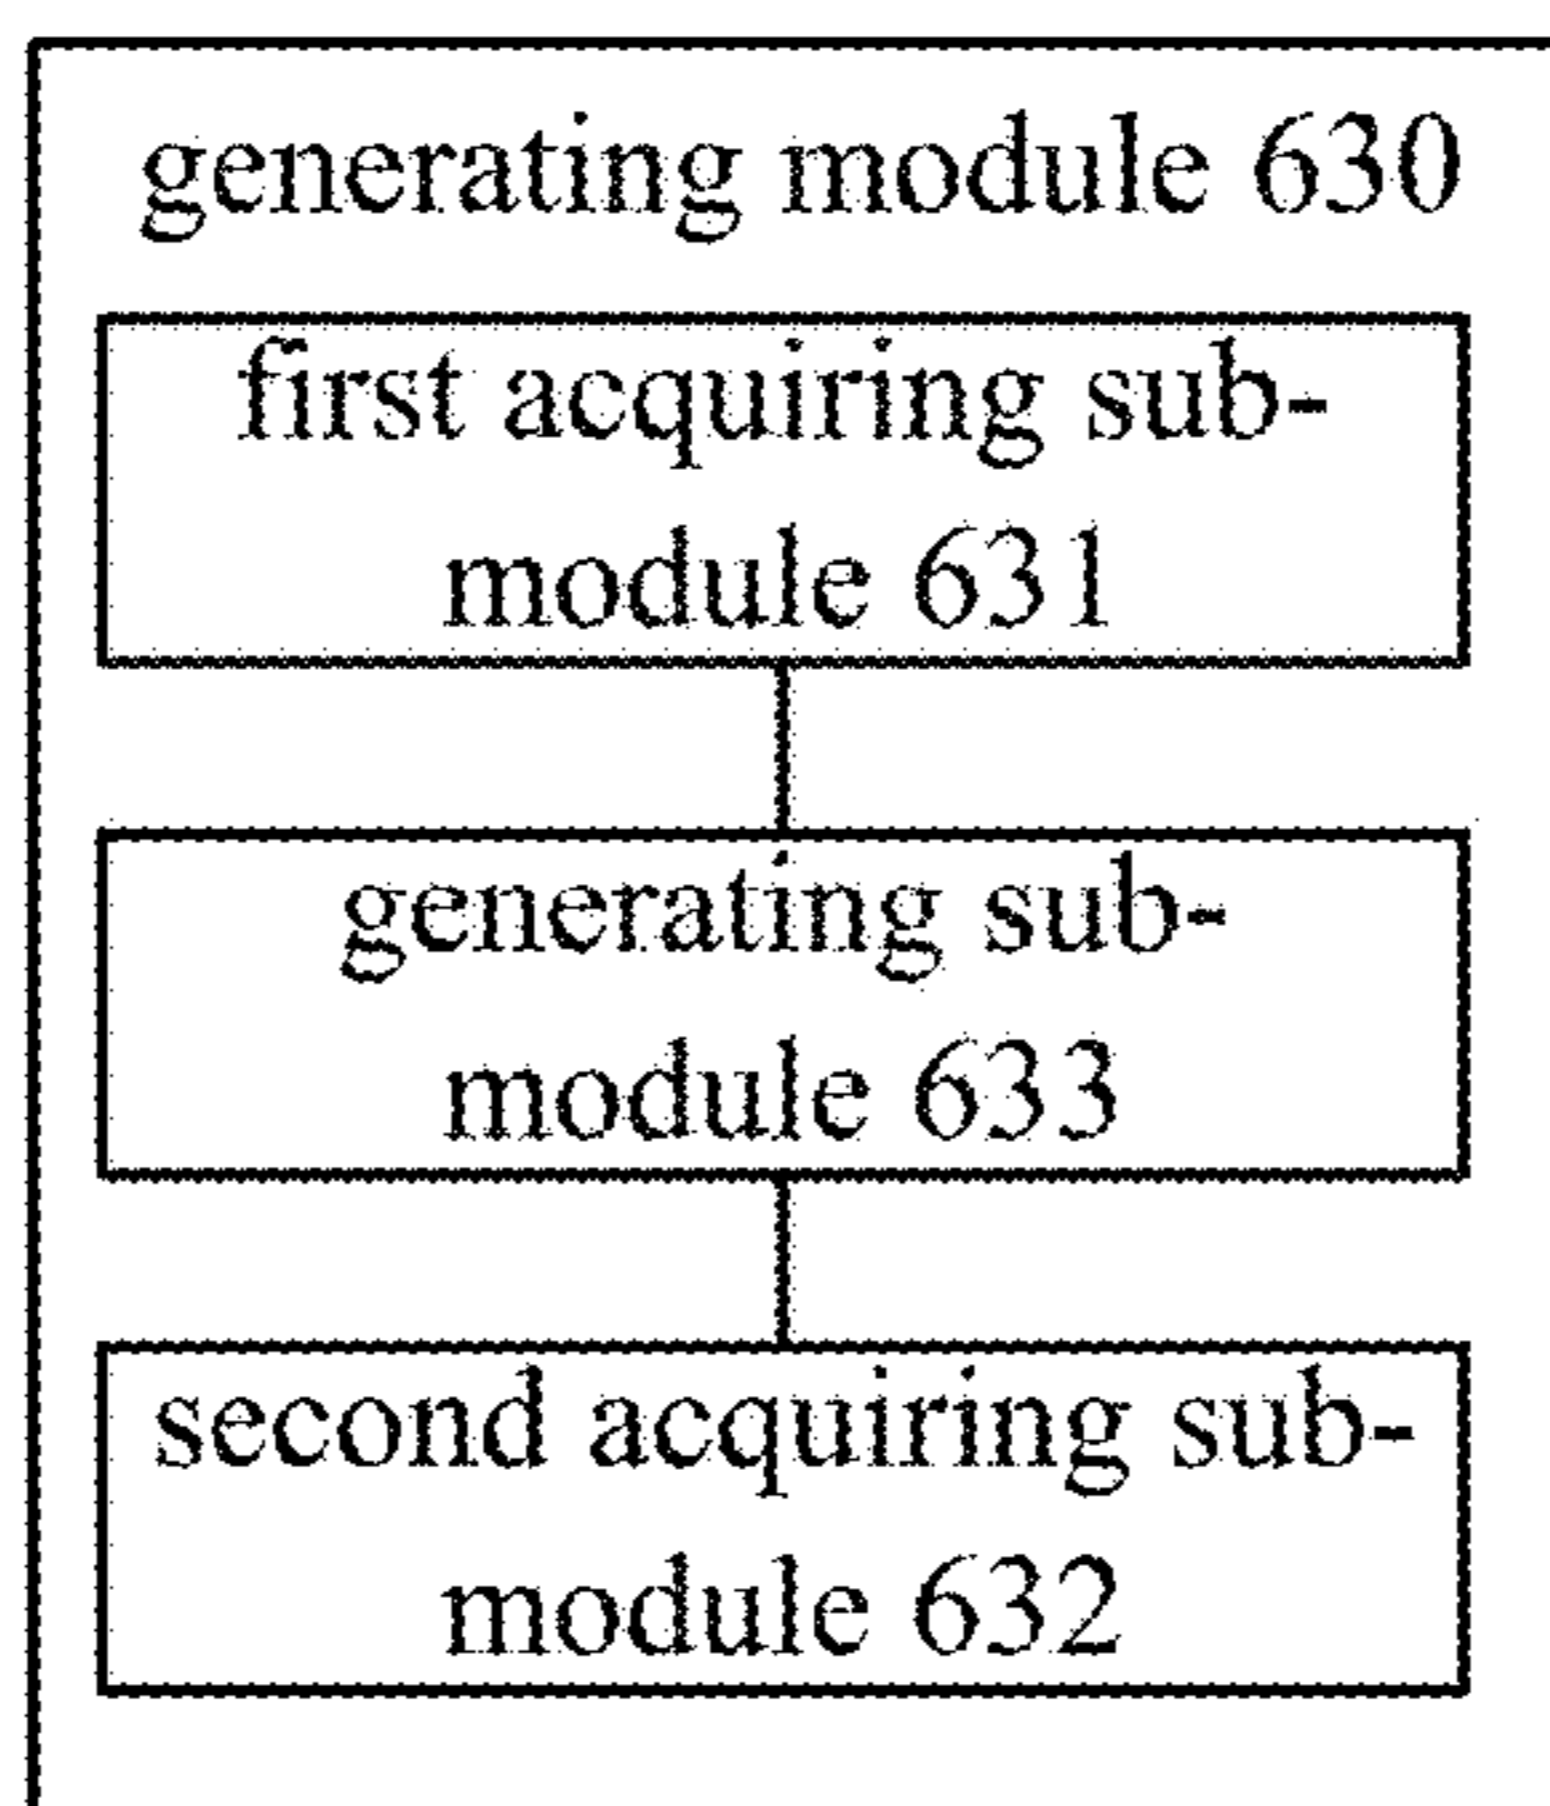 generating module 630
first acquiring sub-
module 631
generating sub-
module 633
second acquiring sub-
module 632